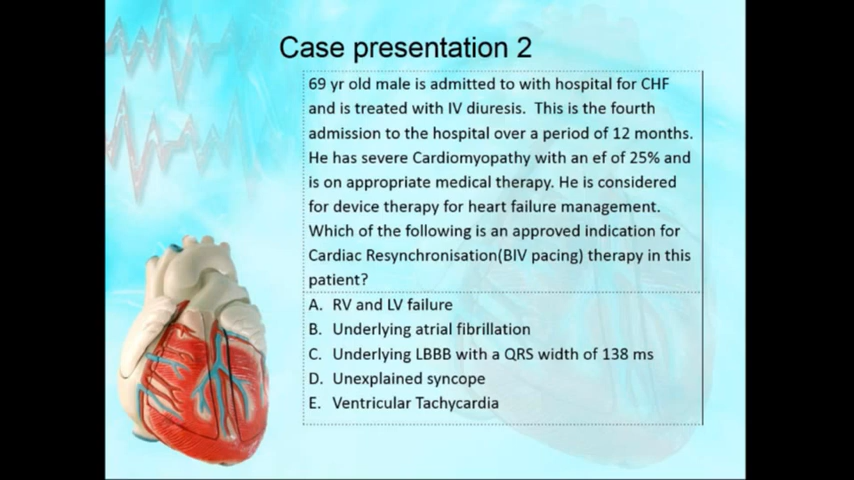 Case presentation 2
69 yr old male is admitted to with hospital for CHF
and is treated with IV diuresis. This is the fourth
admission to the hospital over a period of 12 months.
He has severe Cardiomyopathy with an ef of 25% and
is on appropriate medical therapy. He is considered
for device therapy for heart failure management.
Which of the following is an approved indication for
Cardiac Resynchronisation(BIV pacing) therapy in this
patient?
A. RV and LV failure
B. Underlying atrial fibrillation
C. Underlying LBBB with a QRS width of 138 ms
D. Unexplained syncope
E. Ventricular Tachycardia